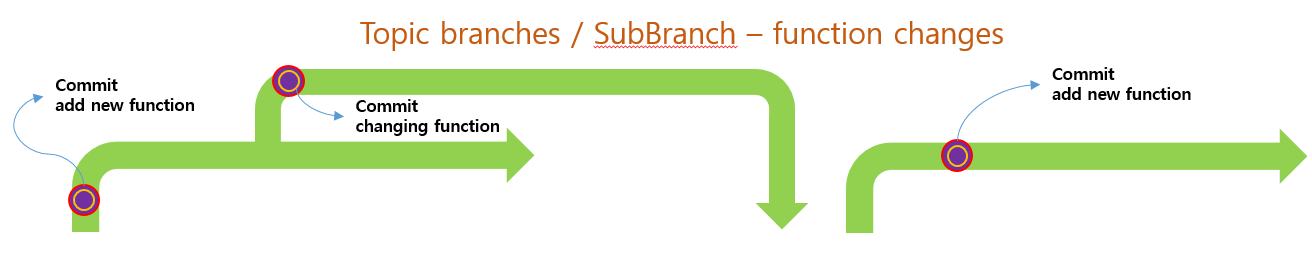 Topic branches / SubBranch – function changes
Commit
add new function
Commit
changing function
Commit
add new function